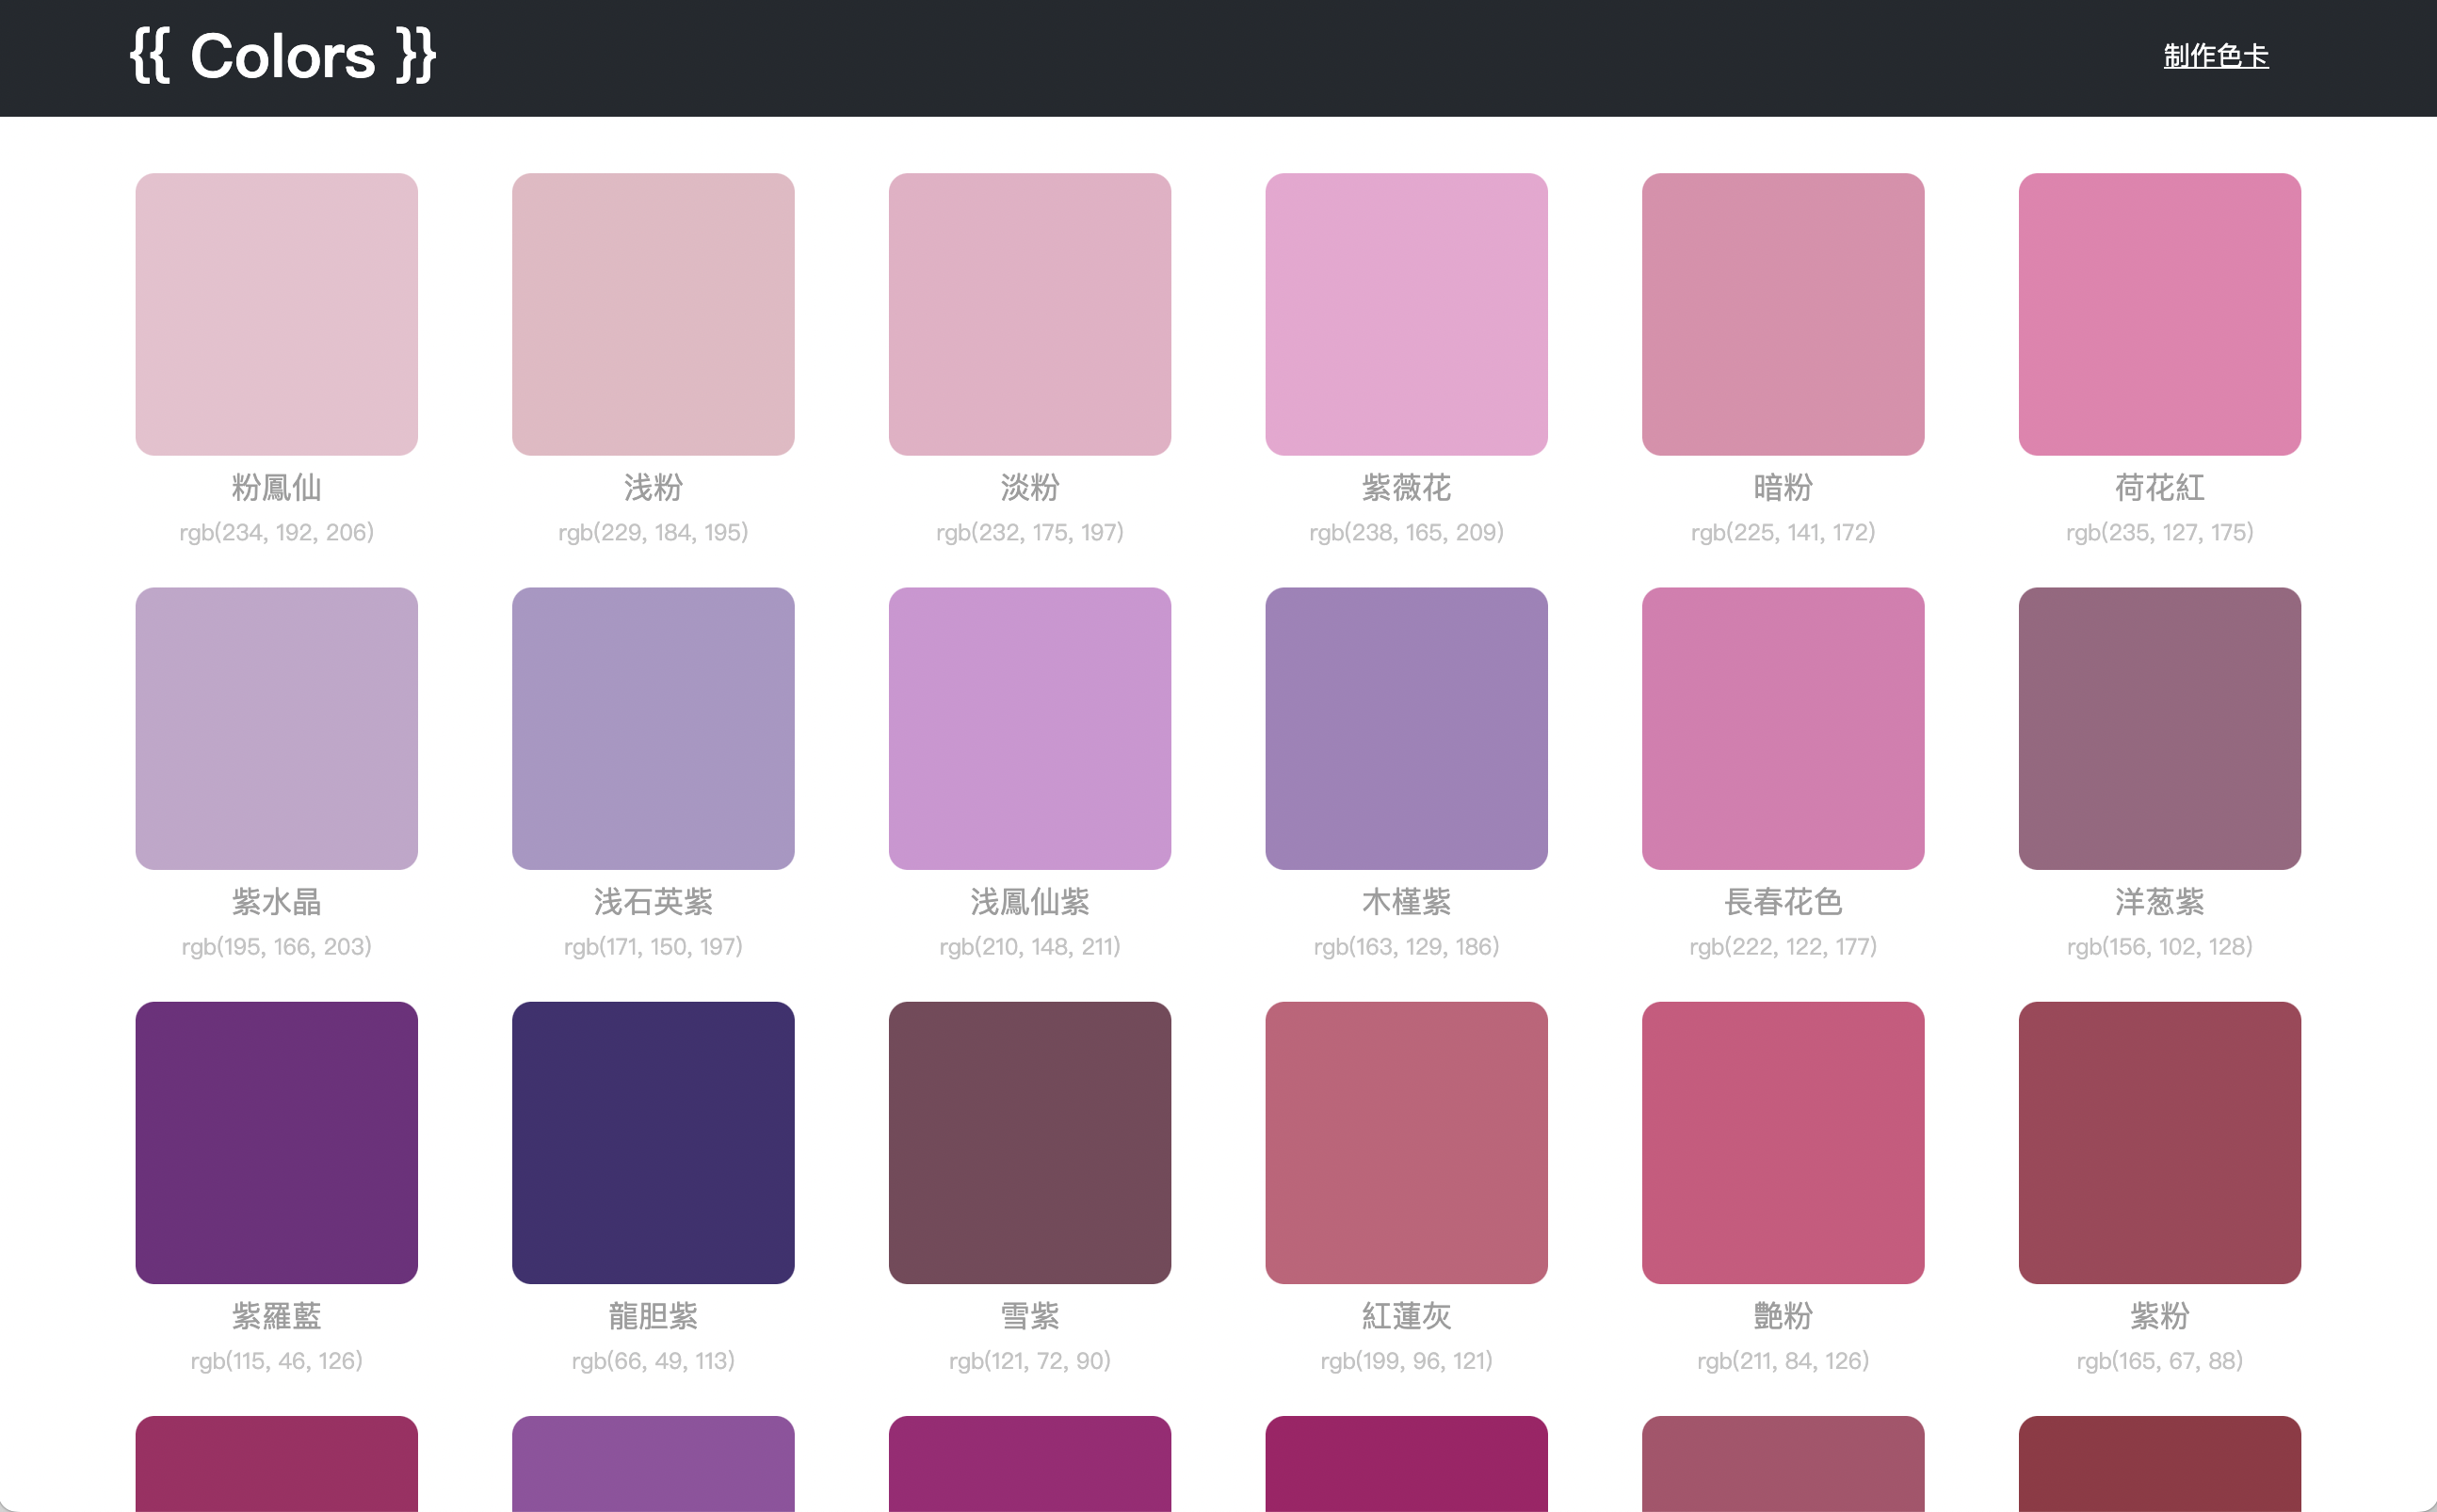 {{ Colors }}
制作色卡
粉鳳仙
rgb(234, 192, 206)
浅粉
rgb(229, 184, 195)
淡粉
rgb(232, 175, 197)
紫薇花
rgb(238, 165, 209)
暗粉
rgb(225, 141, 172)
荷花紅
rgb(235, 127, 175)
紫水晶
rgb(195, 166, 203)
浅石英紫
rgb(171, 150, 197)
浅鳳仙紫
rgb(210, 148, 211)
木槿紫
rgb(163, 129, 186)
長春花色
rgb(222, 122, 177)
洋葱紫
rgb(156, 102, 128)
紫羅藍
rgb(115, 46, 126)
龍胆紫
rgb(66, 49, 113)
雪紫
rgb(121, 72, 90)
紅蓮灰
rgb(199, 96, 121)
艷粉
rgb(211, 84, 126)
紫粉
rgb(165, 67, 88)